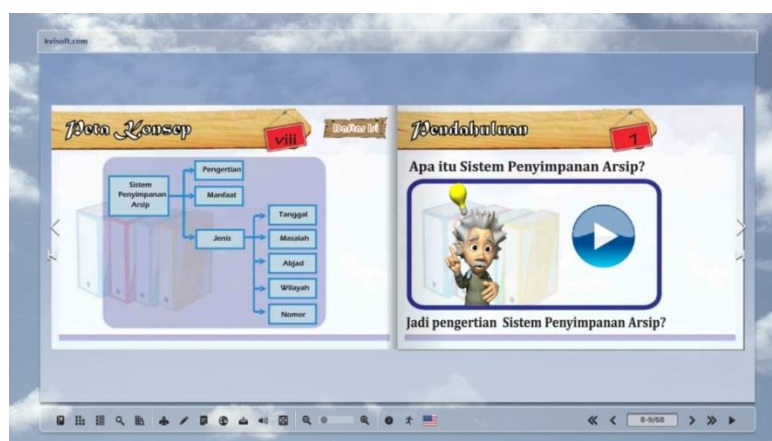 kvisoft.com
Peta Konsep
viii
Daftar Isi
Sistem
Penyimpanan
Arsip
Pengertian
Manfaat
Jenis
Tanggal
Masalah
Abjad
Wilayah
Nomor
Pendahuluan
1
Apa itu Sistem Penyimpanan Arsip?
Jadi pengertian Sistem Penyimpanan Arsip?
8-9/60